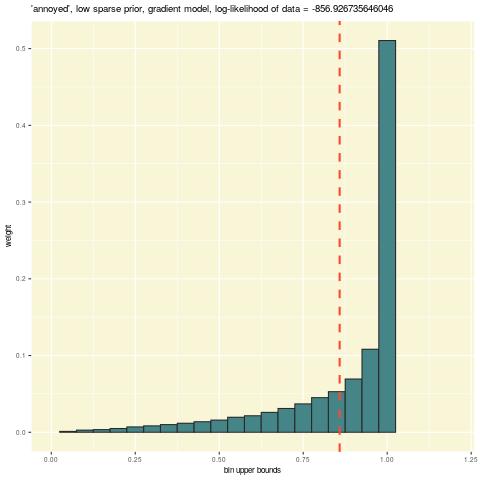 'annoyed', low sparse prior, gradient model, log-likelihood of data = -856.926735646046
0.5
0.4
0.3
0.2
0.1
0.0
weight
0.00 0.25 0.50 0.75 1.00 1.25
bin upper bounds